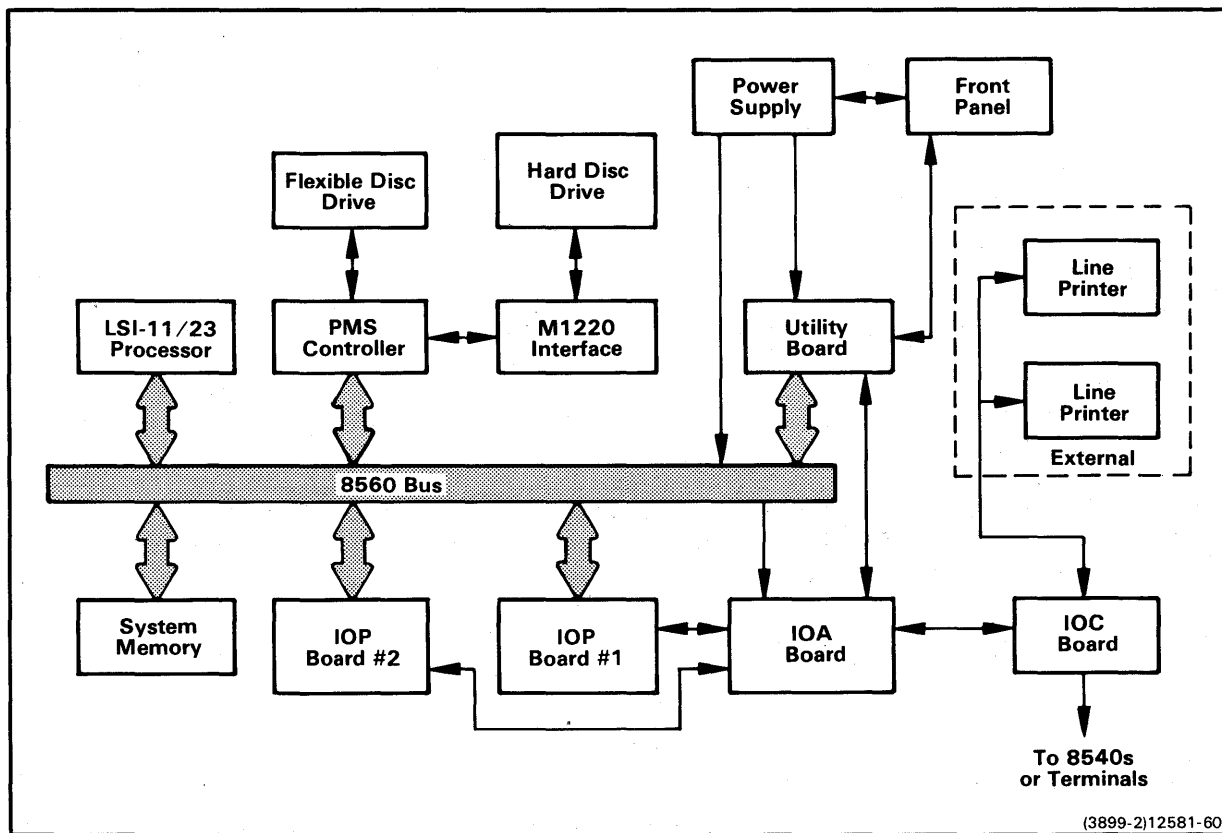 Power
Supply
Front
Panel
Flexible Disc
Drive
Hard Disc
Drive
Line
Printer
LSI-11/23
Processor
PMS
Controller
M1220
Interface
Utility
Board
Line
Printer
External
8560 Bus
System
Memory
IOP
Board #2
IOP
Board #1
IOA
Board
IOC
Board
To 8540s
or Terminals
(3899-2)12581-60